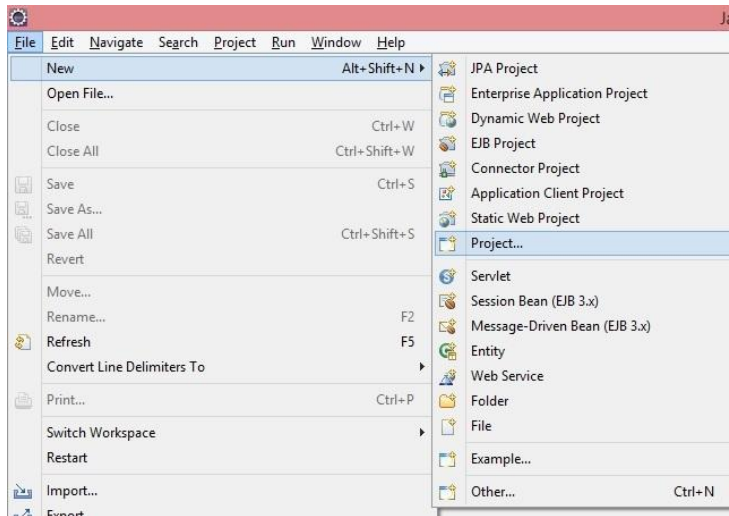 Ja
File Edit Navigate Search Project Run Window Help
New Alt+Shift+N
Open File...
Close Ctrl+W
Close All Ctrl+Shift+W
Save Ctrl+S
Save As...
Save All Ctrl+Shift+S
Revert
Move...
Rename... F2
Refresh F5
Convert Line Delimiters To
Print... Ctrl+P
Switch Workspace
Restart
Import...
Export...
JPA Project
Enterprise Application Project
Dynamic Web Project
EJB Project
Connector Project
Application Client Project
Static Web Project
Project...
Servlet
Session Bean (EJB 3.x)
Message-Driven Bean (EJB 3.x)
Entity
Web Service
Folder
File
Example...
Other... Ctrl+N